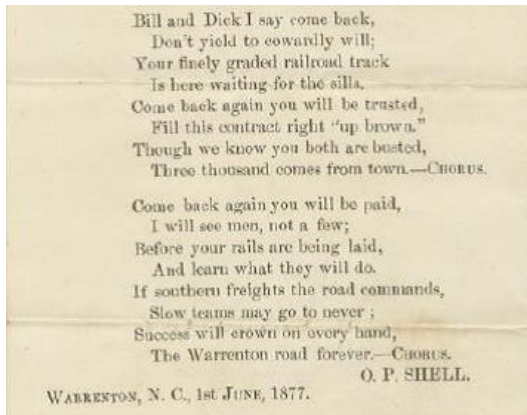 Bill and Dick I say come back,
Don't yield to cowardly will;
Your finely graded railroad track
Is here waiting for the sills.
Come back again you will be trusted,
Fill this contract right "up brown."
Though we know you both are busted,
Three thousand comes from town.—CHORUS.
Come back again you will be paid,
I will see men, not a few;
Before your rails are being laid,
And learn what they will do.
If southern freights the road commands,
Slow teams may go to never ;
Success will crown on every hand,
The Warrenton road forever.—CHORUS.
O. P. SHELL.
WARRENTON, N. C., 1st JUNE, 1877.